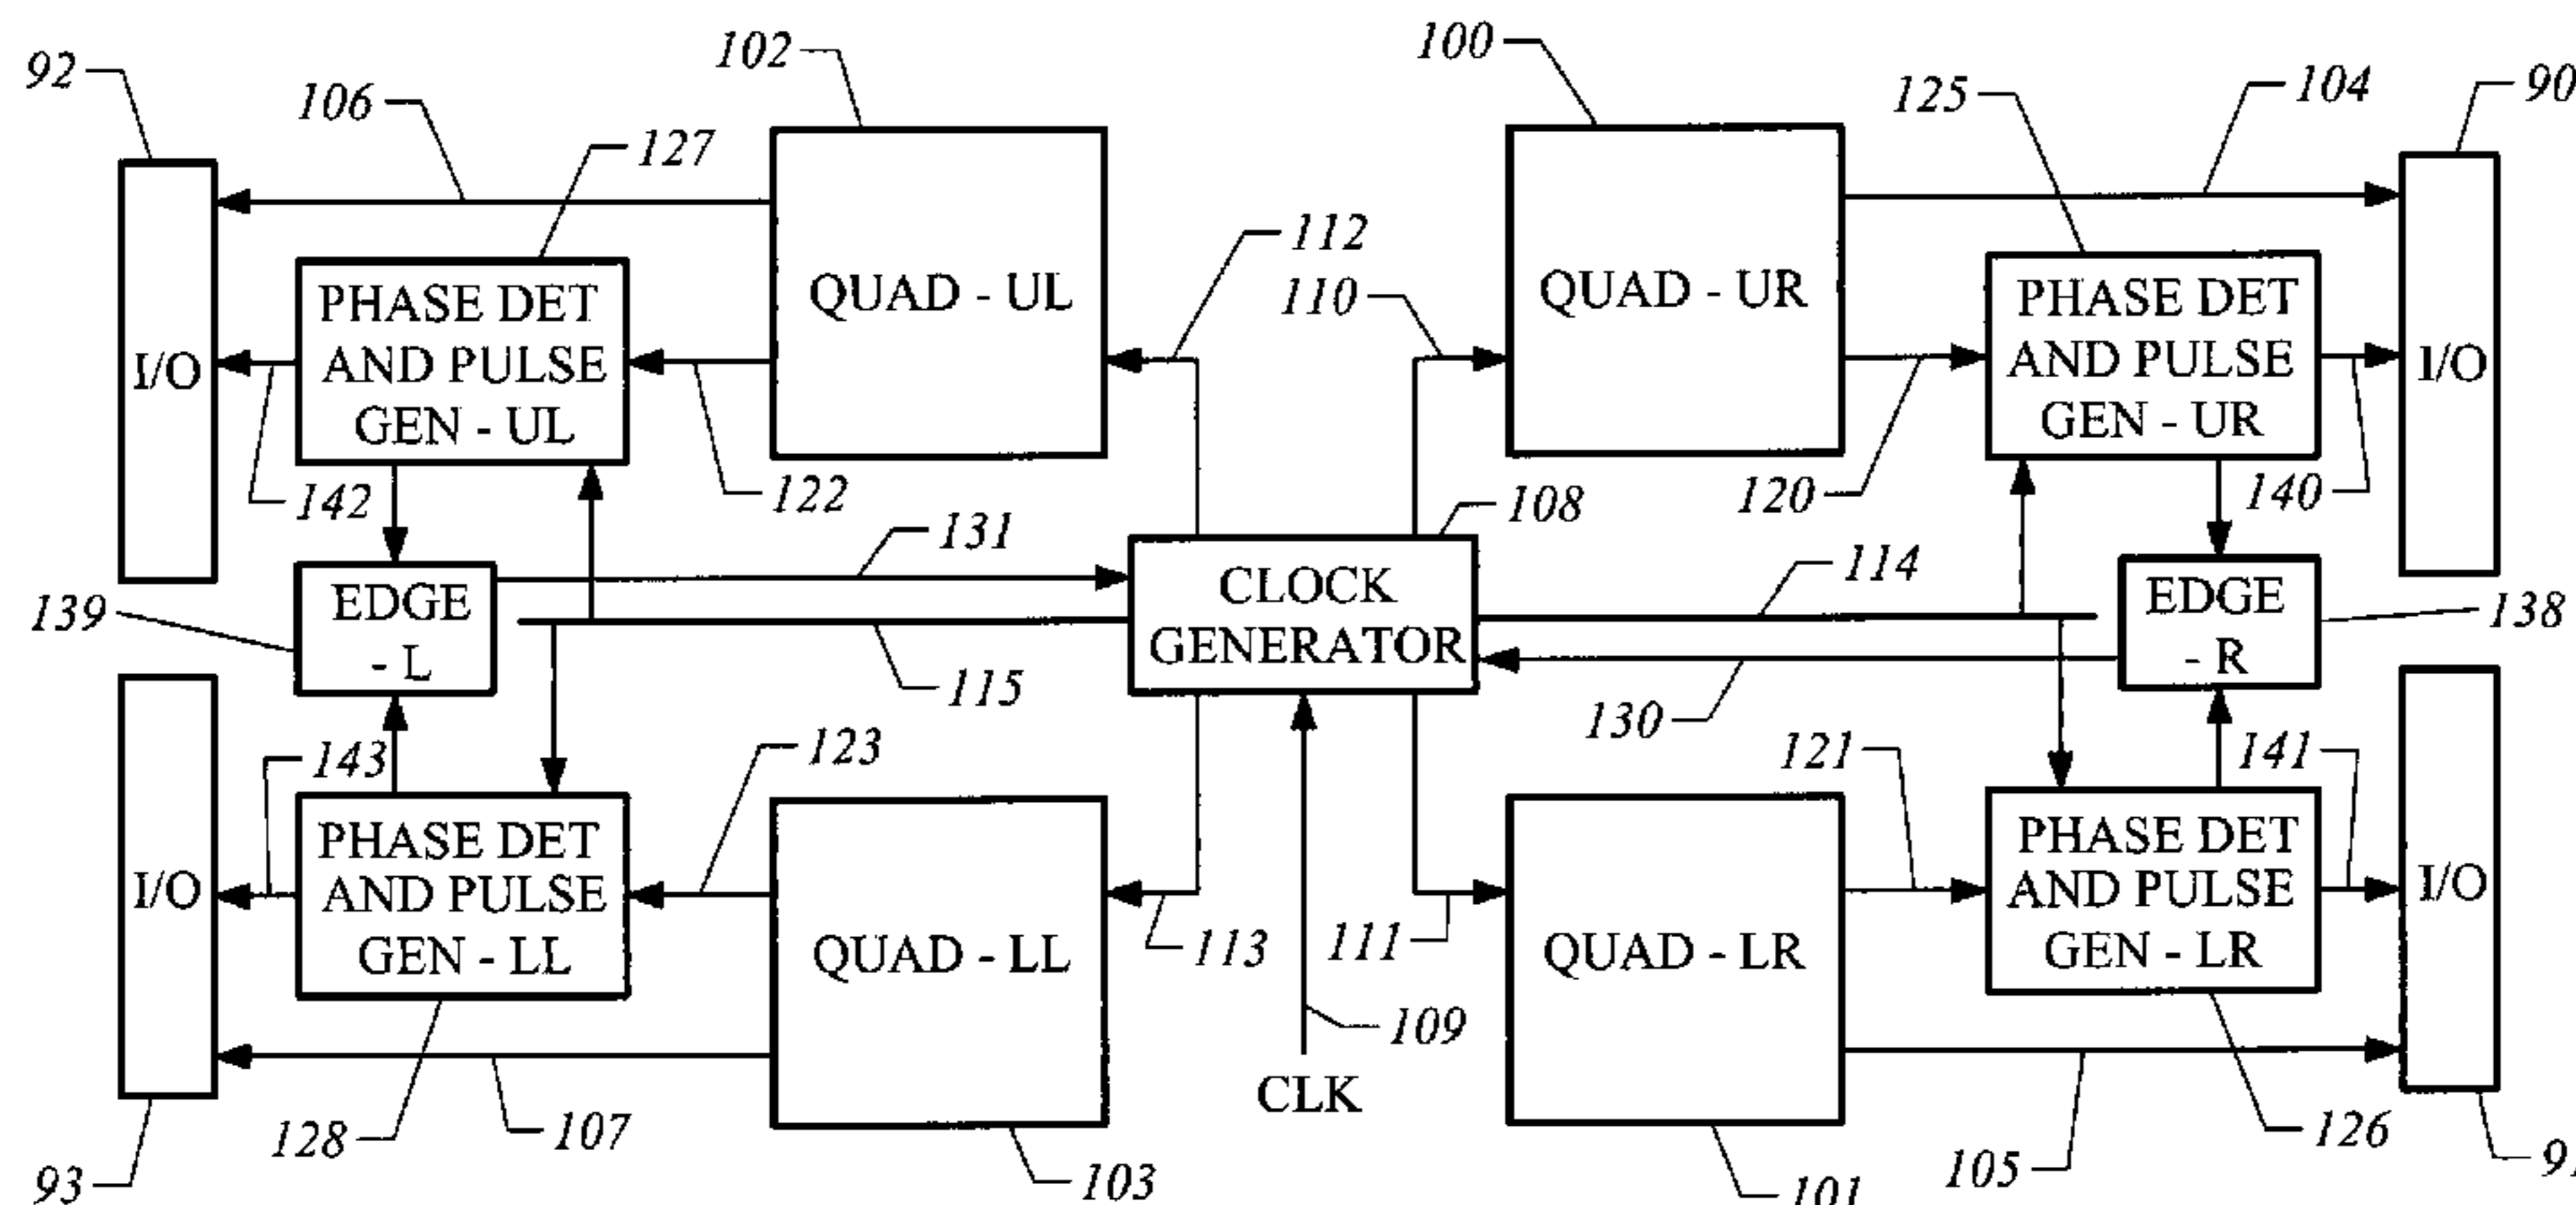 102
100
92
106
125
104
90
127
112
110
QUAD - UL
QUAD - UR
PHASE DET
AND PULSE
GEN - UL
PHASE DET
AND PULSE
GEN - UR
I/O
I/O
142
122
120
140
131
108
114
139
EDGE
- L
CLOCK
GENERATOR
EDGE
- R
138
115
130
143
123
121
141
PHASE DET
AND PULSE
GEN - LL
PHASE DET
AND PULSE
GEN - LR
I/O
I/O
QUAD - LL
113
111
QUAD - LR
109
CLK
128
107
126
93
103
105
101
91